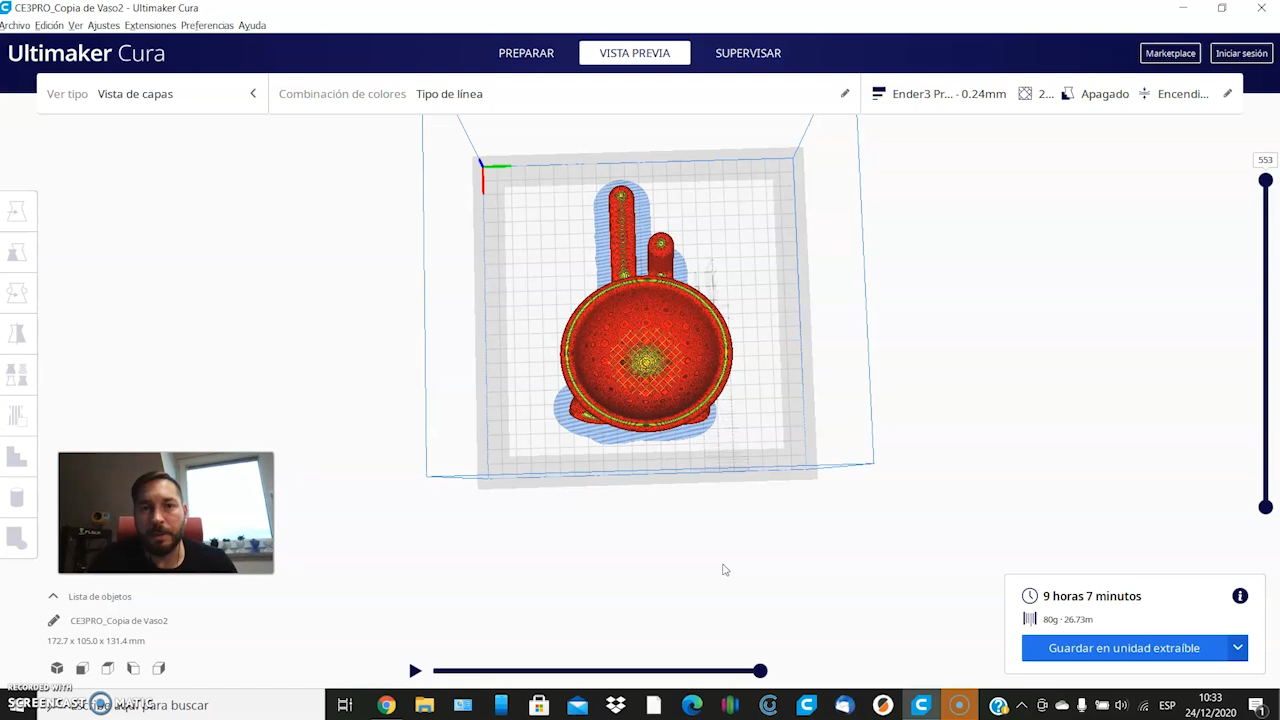 CE3PRO_Copia de Vaso2 - Ultimaker Cura
Archivo Edición Ver Ajustes Extensiones Preferencias Ayuda
Ultimaker Cura
PREPARAR
VISTA PREVIA
SUPERVISAR
Marketplace
Iniciar sesión
Ver tipo Vista de capas
Combinación de colores Tipo de línea
Ender3 Pr... - 0.24mm
2...
Apagado
Encendi...
553
Lista de objetos
CE3PRO_Copia de Vaso2
172.7 x 105.0 x 131.4 mm
9 horas 7 minutos
80g · 26.73m
Guardar en unidad extraíble
RECORDED WITH
SCREENCAST MATIC
para buscar
ESP
10:33
24/12/2020